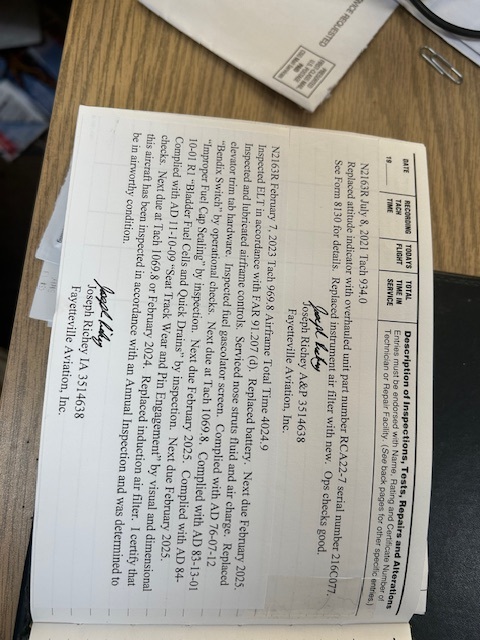 DATE
19
RECORDING TACH TIME
TODAY'S FLIGHT
TOTAL TIME IN SERVICE
Description of Inspections, Tests, Repairs and Alterations
Entries must be endorsed with Name, Rating and Certificate Number of
Technician or Repair Facility. (See back pages for other specific entries.)
N2163R July 8, 2021 Tach 934.0
Replaced attitude indicator with overhauled unit part number RCA22-7 serial number 216C077.
See Form 8130 for details. Replaced instrument air filter with new. Ops checks good.
Joseph Richey A&P 3514638
Fayetteville Aviation, Inc.
N2163R February 7, 2023 Tach 969.8 Airframe Total Time 4024.9
Inspected ELT in accordance with FAR 91.207 (d). Replaced battery. Next due February 2025.
Inspected and lubricated airframe controls. Serviced nose struts fluid and air charge. Replaced
elevator trim tab hardware. Inspected fuel gascolator screen. Complied with AD 76-07-12
"Bendix Switch" by operational checks. Next due at Tach 1069.8. Complied with AD 83-13-01
"Improper Fuel Cap Sealing" by inspection. Next due February 2025. Complied with AD 84-
10-01 R1 "Bladder Fuel Cells and Quick Drains" by inspection. Next due February 2025.
Complied with AD 11-10-09 "Seat Track Wear and Pin Engagement" by visual and dimensional
checks. Next due at Tach 1069.8 or February 2024. Replaced induction air filter. I certify that
this aircraft has been inspected in accordance with an Annual Inspection and was determined to
be in airworthy condition.
Joseph Richey IA 3514638
Fayetteville Aviation, Inc.